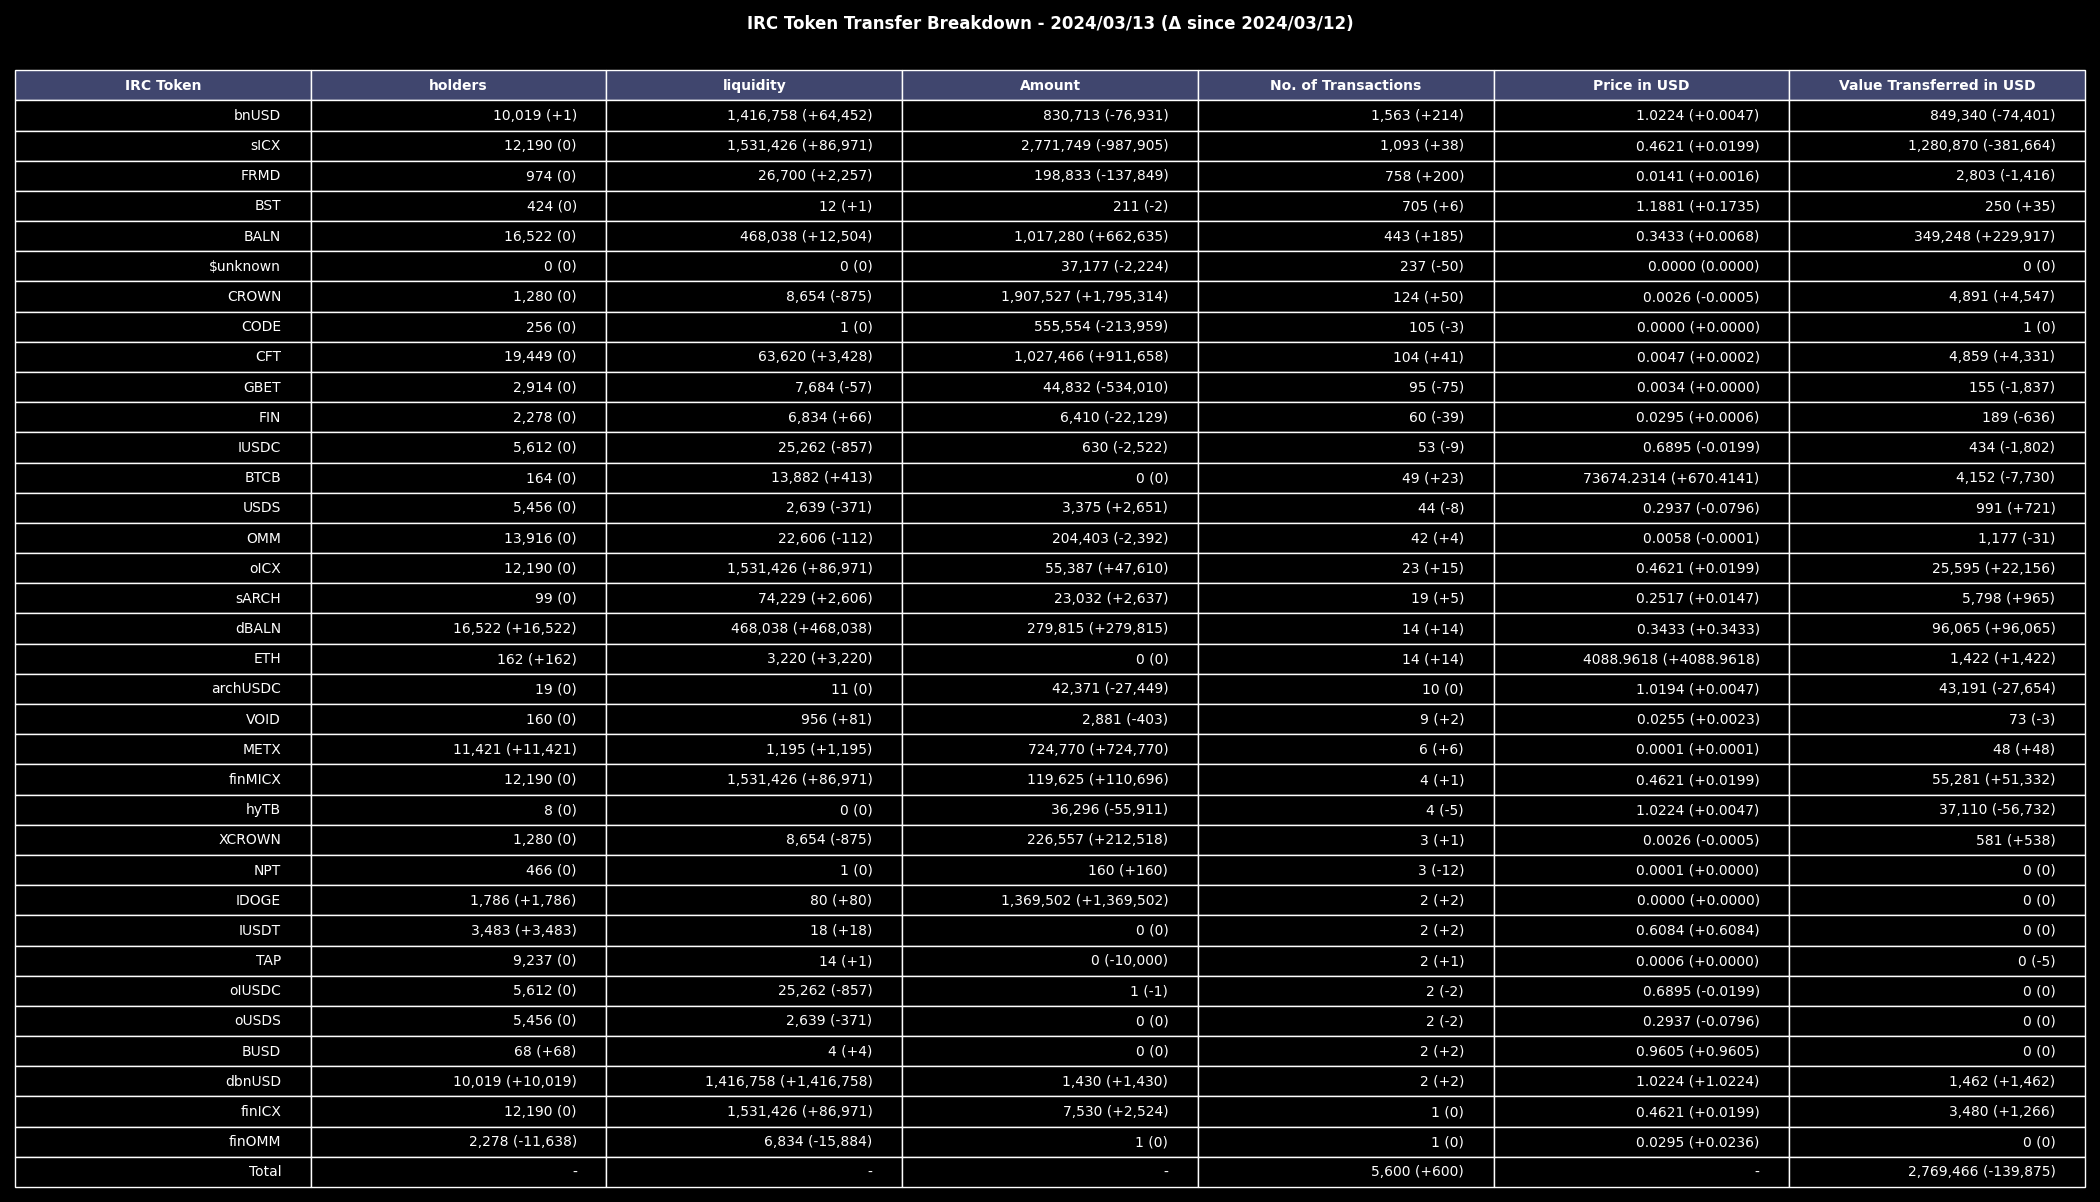 IRC Token Transfer Breakdown - 2024/03/13 (Δ since 2024/03/12)
IRC Token holders liquidity Amount No. of Transactions Price in USD Value Transferred in USD
bnUSD 10,019 (+1) 1,416,758 (+64,452) 830,713 (-76,931) 1,563 (+214) 1.0224 (+0.0047) 849,340 (-74,401)
sICX 12,190 (0) 1,531,426 (+86,971) 2,771,749 (-987,905) 1,093 (+38) 0.4621 (+0.0199) 1,280,870 (-381,664)
FRMD 974 (0) 26,700 (+2,257) 198,833 (-137,849) 758 (+200) 0.0141 (+0.0016) 2,803 (-1,416)
BST 424 (0) 12 (+1) 211 (-2) 705 (+6) 1.1881 (+0.1735) 250 (+35)
BALN 16,522 (0) 468,038 (+12,504) 1,017,280 (+662,635) 443 (+185) 0.3433 (+0.0068) 349,248 (+229,917)
$unknown 0 (0) 0 (0) 37,177 (-2,224) 237 (-50) 0.0000 (0.0000) 0 (0)
CROWN 1,280 (0) 8,654 (-875) 1,907,527 (+1,795,314) 124 (+50) 0.0026 (-0.0005) 4,891 (+4,547)
CODE 256 (0) 1 (0) 555,554 (-213,959) 105 (-3) 0.0000 (+0.0000) 1 (0)
CFT 19,449 (0) 63,620 (+3,428) 1,027,466 (+911,658) 104 (+41) 0.0047 (+0.0002) 4,859 (+4,331)
GBET 2,914 (0) 7,684 (-57) 44,832 (-534,010) 95 (-75) 0.0034 (+0.0000) 155 (-1,837)
FIN 2,278 (0) 6,834 (+66) 6,410 (-22,129) 60 (-39) 0.0295 (+0.0006) 189 (-636)
IUSDC 5,612 (0) 25,262 (-857) 630 (-2,522) 53 (-9) 0.6895 (-0.0199) 434 (-1,802)
BTCB 164 (0) 13,882 (+413) 0 (0) 49 (+23) 73674.2314 (+670.4141) 4,152 (-7,730)
USDS 5,456 (0) 2,639 (-371) 3,375 (+2,651) 44 (-8) 0.2937 (-0.0796) 991 (+721)
OMM 13,916 (0) 22,606 (-112) 204,403 (-2,392) 42 (+4) 0.0058 (-0.0001) 1,177 (-31)
oICX 12,190 (0) 1,531,426 (+86,971) 55,387 (+47,610) 23 (+15) 0.4621 (+0.0199) 25,595 (+22,156)
sARCH 99 (0) 74,229 (+2,606) 23,032 (+2,637) 19 (+5) 0.2517 (+0.0147) 5,798 (+965)
dBALN 16,522 (+16,522) 468,038 (+468,038) 279,815 (+279,815) 14 (+14) 0.3433 (+0.3433) 96,065 (+96,065)
ETH 162 (+162) 3,220 (+3,220) 0 (0) 14 (+14) 4088.9618 (+4088.9618) 1,422 (+1,422)
archUSDC 19 (0) 11 (0) 42,371 (-27,449) 10 (0) 1.0194 (+0.0047) 43,191 (-27,654)
VOID 160 (0) 956 (+81) 2,881 (-403) 9 (+2) 0.0255 (+0.0023) 73 (-3)
METX 11,421 (+11,421) 1,195 (+1,195) 724,770 (+724,770) 6 (+6) 0.0001 (+0.0001) 48 (+48)
finMICX 12,190 (0) 1,531,426 (+86,971) 119,625 (+110,696) 4 (+1) 0.4621 (+0.0199) 55,281 (+51,332)
hyTB 8 (0) 0 (0) 36,296 (-55,911) 4 (-5) 1.0224 (+0.0047) 37,110 (-56,732)
XCROWN 1,280 (0) 8,654 (-875) 226,557 (+212,518) 3 (+1) 0.0026 (-0.0005) 581 (+538)
NPT 466 (0) 1 (0) 160 (+160) 3 (-12) 0.0001 (+0.0000) 0 (0)
IDOGE 1,786 (+1,786) 80 (+80) 1,369,502 (+1,369,502) 2 (+2) 0.0000 (+0.0000) 0 (0)
IUSDT 3,483 (+3,483) 18 (+18) 0 (0) 2 (+2) 0.6084 (+0.6084) 0 (0)
TAP 9,237 (0) 14 (+1) 0 (-10,000) 2 (+1) 0.0006 (+0.0000) 0 (-5)
oIUSDC 5,612 (0) 25,262 (-857) 1 (-1) 2 (-2) 0.6895 (-0.0199) 0 (0)
oUSDS 5,456 (0) 2,639 (-371) 0 (0) 2 (-2) 0.2937 (-0.0796) 0 (0)
BUSD 68 (+68) 4 (+4) 0 (0) 2 (+2) 0.9605 (+0.9605) 0 (0)
dbnUSD 10,019 (+10,019) 1,416,758 (+1,416,758) 1,430 (+1,430) 2 (+2) 1.0224 (+1.0224) 1,462 (+1,462)
finICX 12,190 (0) 1,531,426 (+86,971) 7,530 (+2,524) 1 (0) 0.4621 (+0.0199) 3,480 (+1,266)
finOMM 2,278 (-11,638) 6,834 (-15,884) 1 (0) 1 (0) 0.0295 (+0.0236) 0 (0)
Total - - - 5,600 (+600) - 2,769,466 (-139,875)